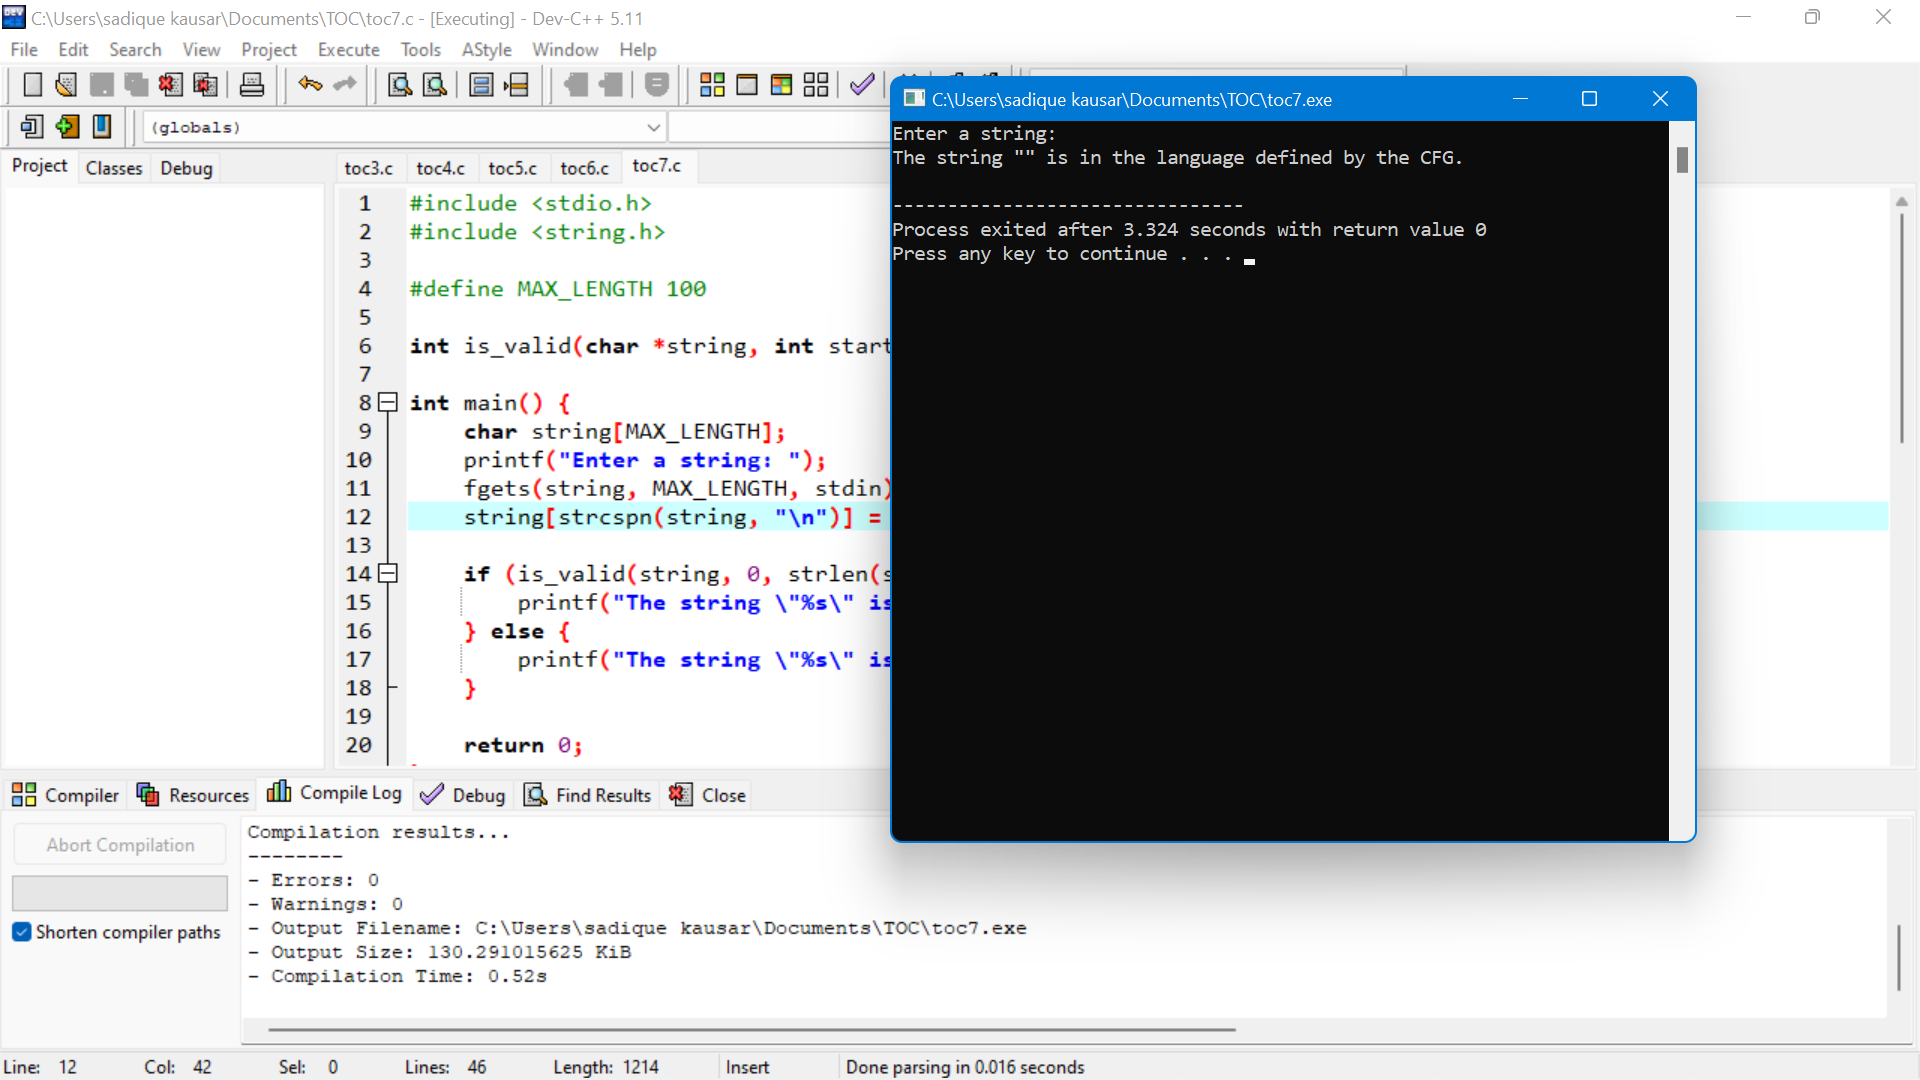 C:\Users\sadique kausar\Documents\TOC\toc7.c - [Executing] - Dev-C++ 5.11
File Edit Search View Project Execute Tools AStyle Window Help
(globals)
Project Classes Debug
toc3.c toc4.c toc5.c toc6.c toc7.c
1 #include <stdio.h>
2 #include <string.h>
3
4 #define MAX_LENGTH 100
5
6 int is_valid(char *string, int start
7
8 int main() {
9 char string[MAX_LENGTH];
10 printf("Enter a string: ");
11 fgets(string, MAX_LENGTH, stdin)
12 string[strcspn(string, "\n")] =
13
14 if (is_valid(string, 0, strlen(s
15 printf("The string \"%s\" is
16 } else {
17 printf("The string \"%s\" is
18 }
19
20 return 0;
C:\Users\sadique kausar\Documents\TOC\toc7.exe
Enter a string:
The string "" is in the language defined by the CFG.
--------------------------------
Process exited after 3.324 seconds with return value 0
Press any key to continue . . .
Compiler Resources Compile Log Debug Find Results Close
Abort Compilation
Shorten compiler paths
Compilation results...
--------
- Errors: 0
- Warnings: 0
- Output Filename: C:\Users\sadique kausar\Documents\TOC\toc7.exe
- Output Size: 130.291015625 KiB
- Compilation Time: 0.52s
Line: 12 Col: 42 Sel: 0 Lines: 46 Length: 1214 Insert Done parsing in 0.016 seconds